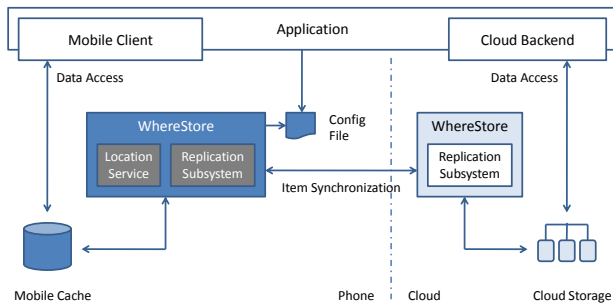 Application
Mobile Client
Cloud Backend
Data Access
Data Access
WhereStore
Config
File
WhereStore
Location
Service
Replication
Subsystem
Replication
Subsystem
Item Synchronization
Mobile Cache
Phone
Cloud
Cloud Storage